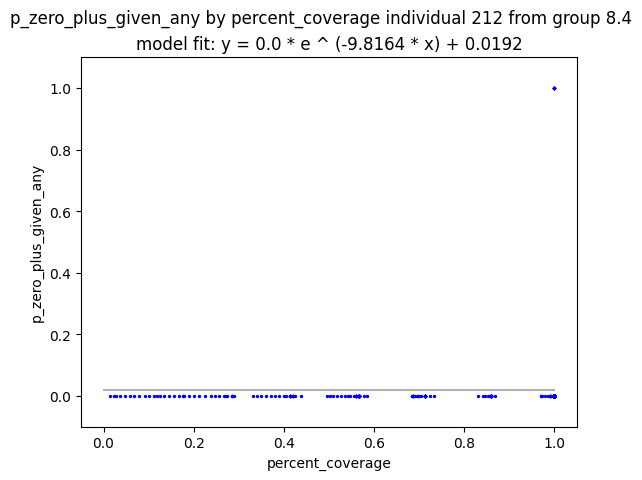 p_zero_plus_given_any by percent_coverage individual 212 from group 8.4
model fit: y = 0.0 * e ^ (-9.8164 * x) + 0.0192
1.0
0.8
0.6
0.4
0.2
0.0
p_zero_plus_given_any
0.0 0.2 0.4 0.6 0.8 1.0
percent_coverage